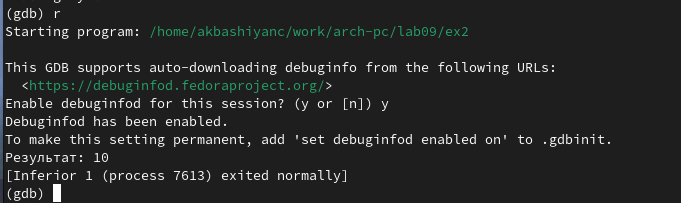 (gdb) r
Starting program: /home/akbashiyanc/work/arch-pc/lab09/ex2
This GDB supports auto-downloading debuginfo from the following URLs:
<https://debuginfod.fedoraproject.org/>
Enable debuginfod for this session? (y or [n]) y
Debuginfod has been enabled.
To make this setting permanent, add 'set debuginfod enabled on' to .gdbinit.
Результат: 10
[Inferior 1 (process 7613) exited normally]
(gdb)